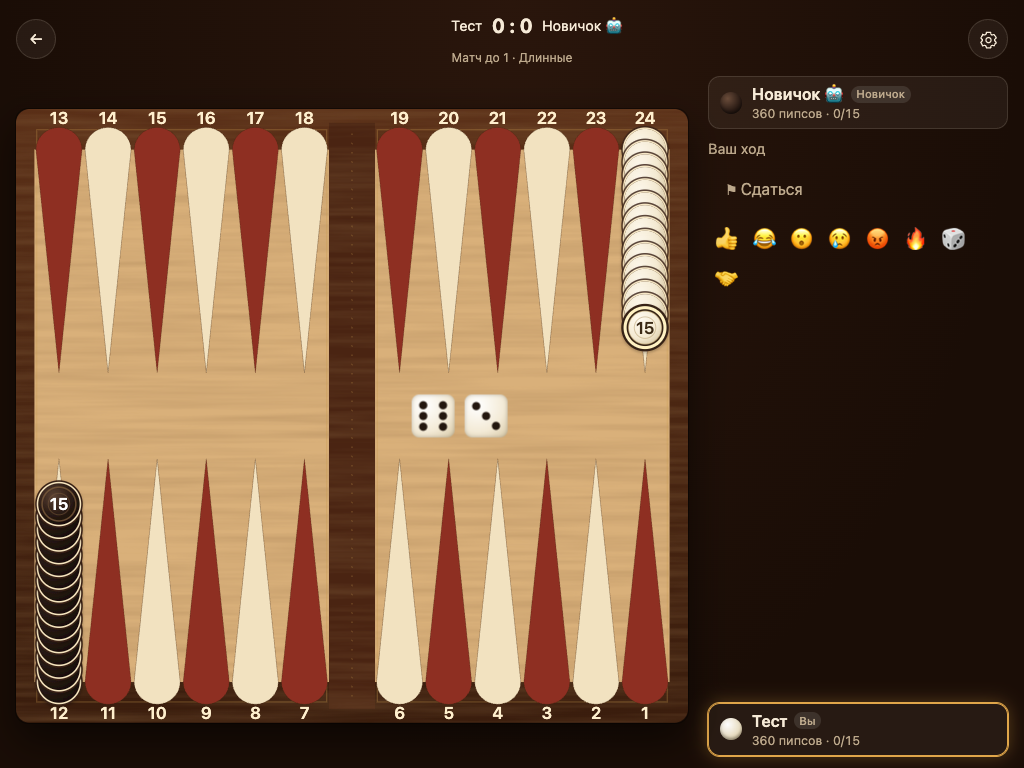 Тест 0 : 0 Новичок
Матч до 1 · Длинные
Новичок Новичок
360 пипсов · 0/15
Ваш ход
Сдаться
13 14 15 16 17 18 19 20 21 22 23 24
15
15
12 11 10 9 8 7 6 5 4 3 2 1
Тест Вы
360 пипсов · 0/15